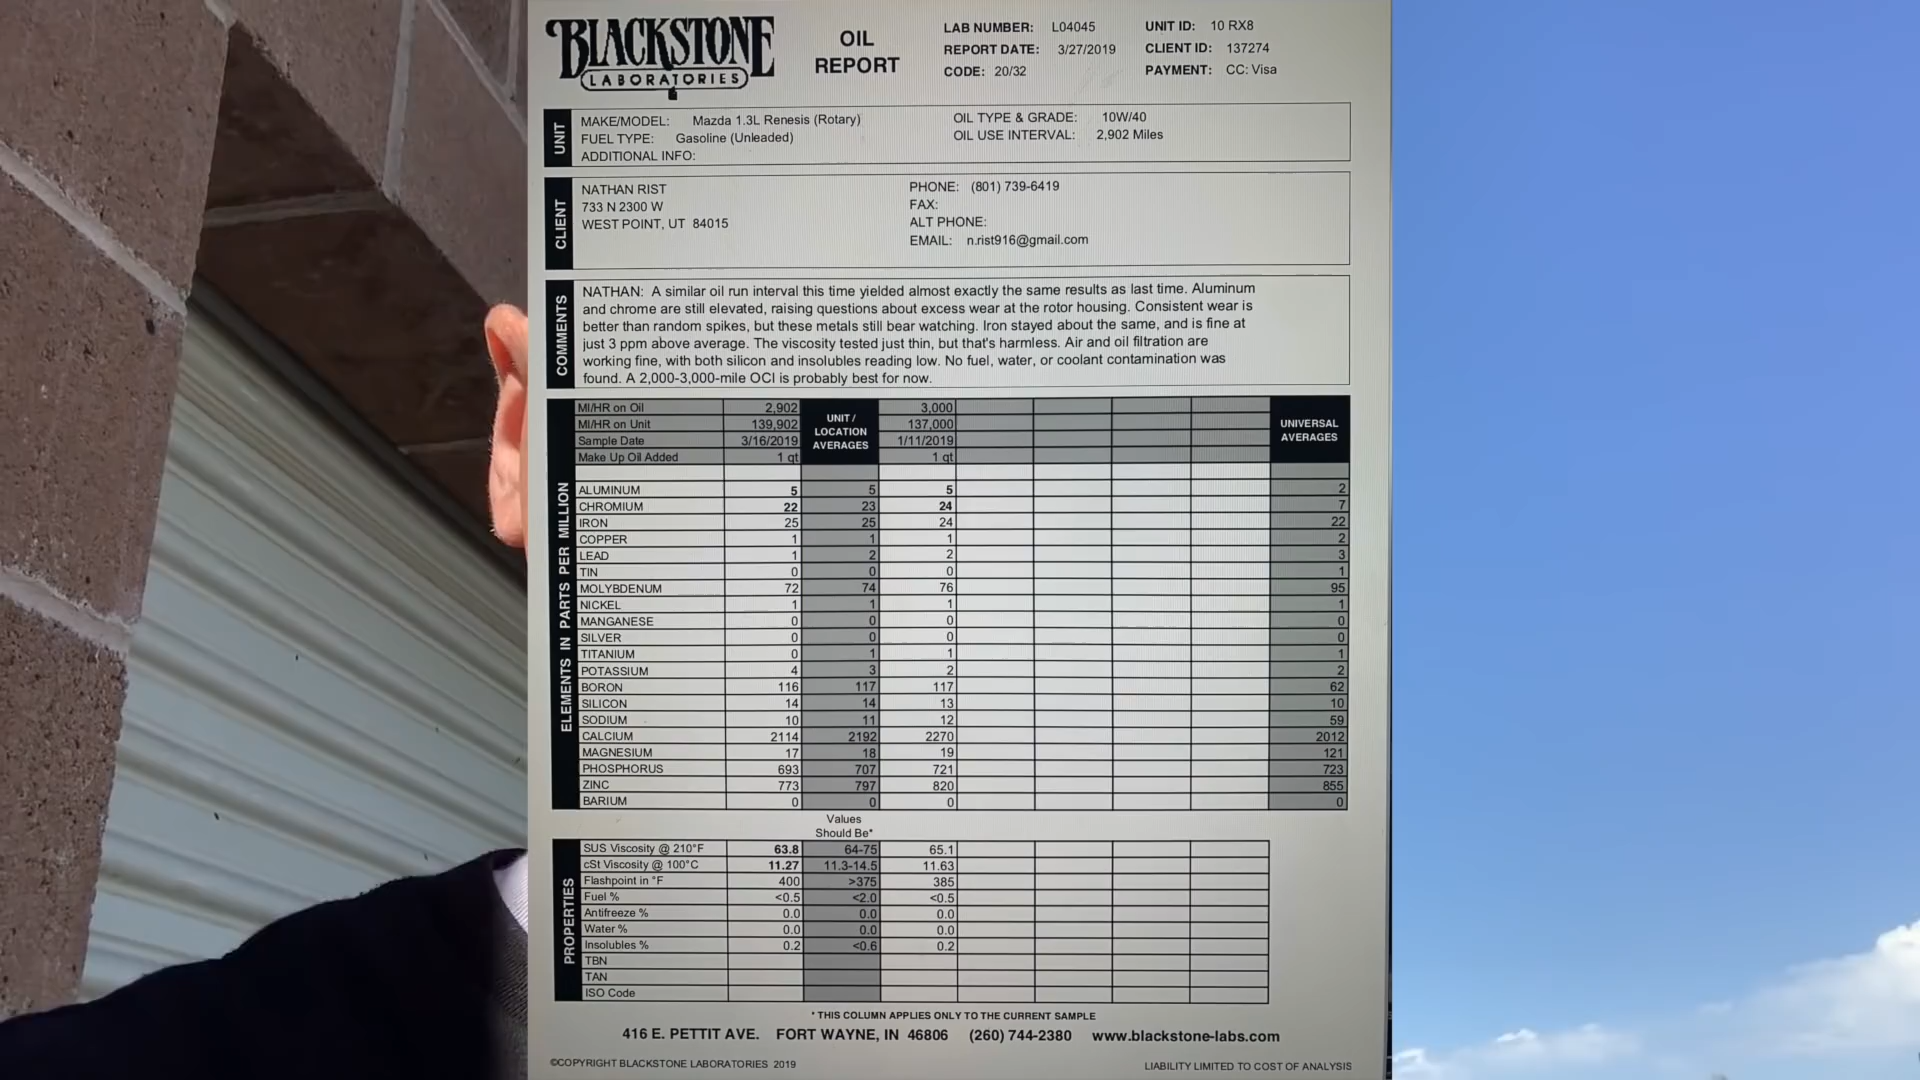 BLACKSTONE
LABORATORIES
OIL
REPORT
LAB NUMBER: L04045
REPORT DATE: 3/27/2019
CODE: 20/32
UNIT ID: 10 RX8
CLIENT ID: 137274
PAYMENT: CC: Visa
UNIT
MAKE/MODEL: Mazda 1.3L Renesis (Rotary)
FUEL TYPE: Gasoline (Unleaded)
ADDITIONAL INFO:
OIL TYPE & GRADE: 10W/40
OIL USE INTERVAL: 2,902 Miles
CLIENT
NATHAN RIST
733 N 2300 W
WEST POINT, UT 84015
PHONE: (801) 739-6419
FAX:
ALT PHONE:
EMAIL: n.rist916@gmail.com
COMMENTS
NATHAN: A similar oil run interval this time yielded almost exactly the same results as last time. Aluminum
and chrome are still elevated, raising questions about excess wear at the rotor housing. Consistent wear is
better than random spikes, but these metals still bear watching. Iron stayed about the same, and is fine at
just 3 ppm above average. The viscosity tested just thin, but that's harmless. Air and oil filtration are
working fine, with both silicon and insolubles reading low. No fuel, water, or coolant contamination was
found. A 2,000-3,000-mile OCI is probably best for now.
MI/HR on Oil 2,902 3,000
MI/HR on Unit 139,902 137,000
Sample Date 3/16/2019 1/11/2019
Make Up Oil Added 1 qt 1 qt
UNIT /
LOCATION
AVERAGES
UNIVERSAL
AVERAGES
ELEMENTS IN PARTS PER MILLION
ALUMINUM 5 5 5 2
CHROMIUM 22 23 24 7
IRON 25 25 24 22
COPPER 1 1 1 2
LEAD 1 2 2 3
TIN 0 0 0 1
MOLYBDENUM 72 74 76 95
NICKEL 1 1 1 1
MANGANESE 0 0 0 0
SILVER 0 0 0 0
TITANIUM 0 1 1 1
POTASSIUM 4 3 2 2
BORON 116 117 117 62
SILICON 14 14 13 10
SODIUM 10 11 12 59
CALCIUM 2114 2192 2270 2012
MAGNESIUM 17 18 19 121
PHOSPHORUS 693 707 721 723
ZINC 773 797 820 855
BARIUM 0 0 0 0
Values
Should Be*
PROPERTIES
SUS Viscosity @ 210°F 63.8 64-75 65.1
cSt Viscosity @ 100°C 11.27 11.3-14.5 11.63
Flashpoint in °F 400 >375 385
Fuel % <0.5 <2.0 <0.5
Antifreeze % 0.0 0.0 0.0
Water % 0.0 0.0 0.0
Insolubles % 0.2 <0.6 0.2
TBN
TAN
ISO Code
* THIS COLUMN APPLIES ONLY TO THE CURRENT SAMPLE
416 E. PETTIT AVE. FORT WAYNE, IN 46806 (260) 744-2380 www.blackstone-labs.com
©COPYRIGHT BLACKSTONE LABORATORIES 2019
LIABILITY LIMITED TO COST OF ANALYSIS